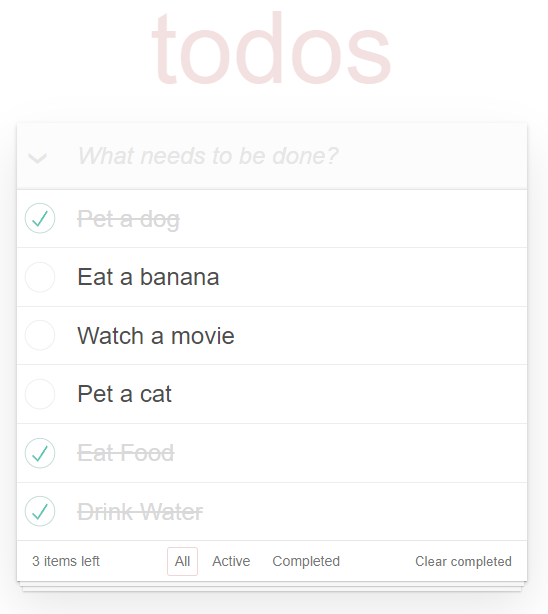 todos
What needs to be done?
Pet a dog
Eat a banana
Watch a movie
Pet a cat
Eat Food
Drink Water
3 items left All Active Completed Clear completed